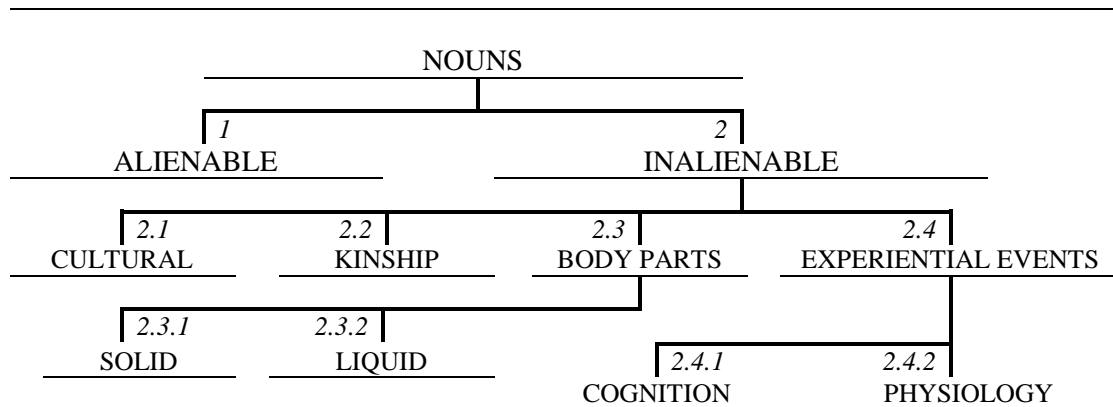 NOUNS
1 2
ALIENABLE INALIENABLE
2.1 2.2 2.3 2.4
CULTURAL KINSHIP BODY PARTS EXPERIENTIAL EVENTS
2.3.1 2.3.2
SOLID LIQUID
2.4.1 2.4.2
COGNITION PHYSIOLOGY